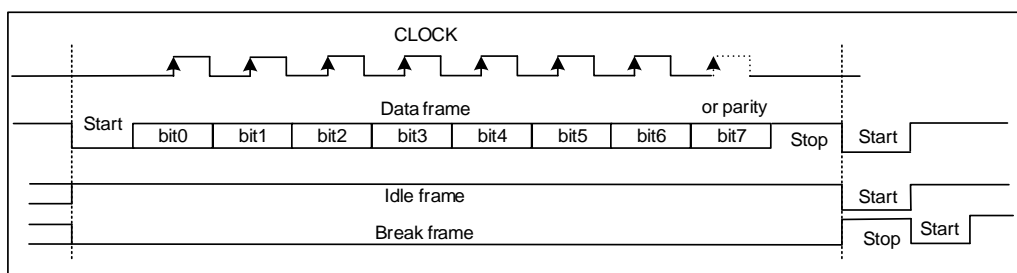 CLOCK
Data frame
or parity
Start
bit0 bit1 bit2 bit3 bit4 bit5 bit6 bit7
Stop
Start
Idle frame
Start
Break frame
Stop
Start